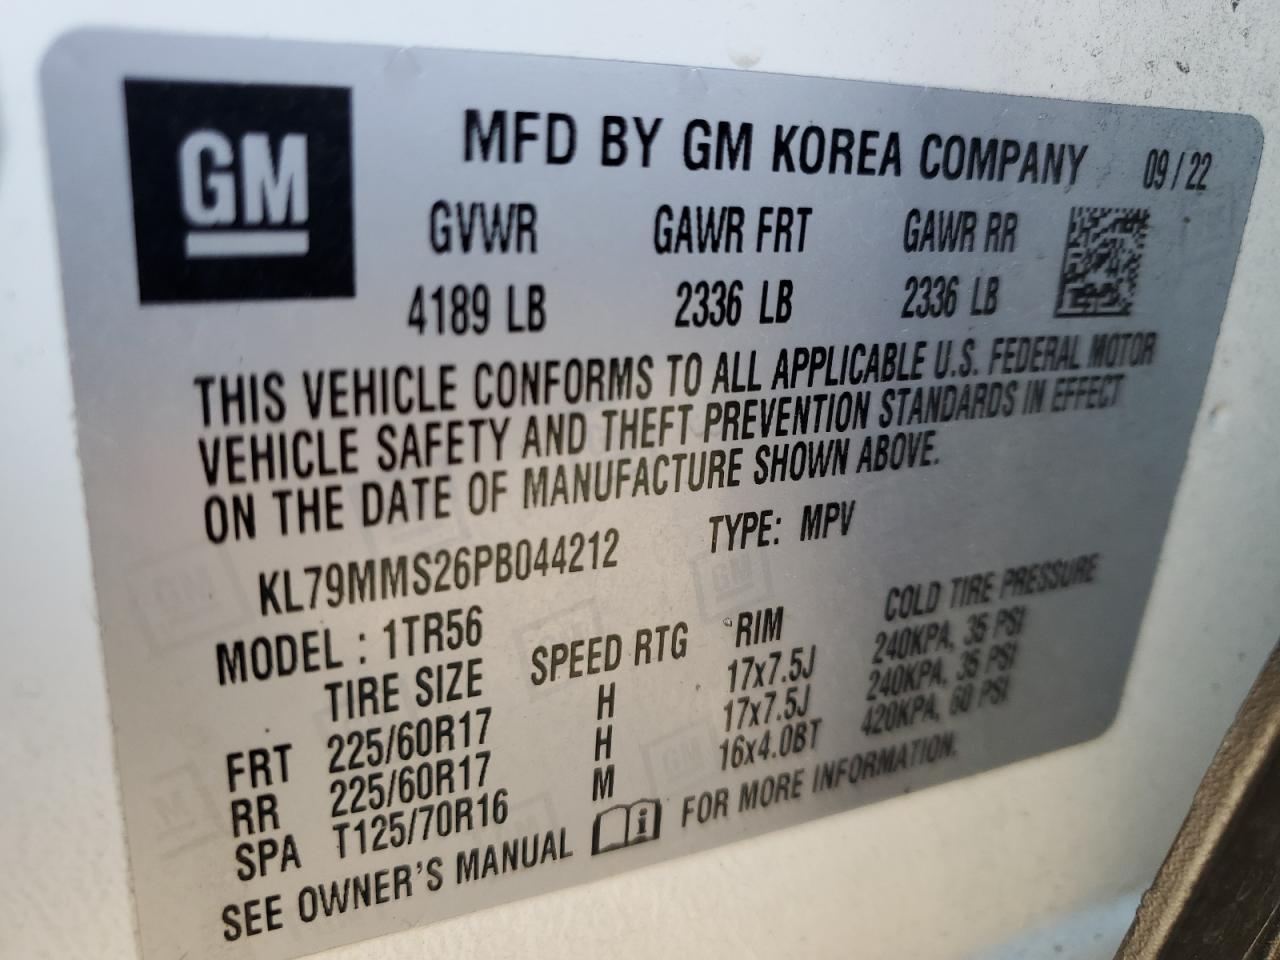 GM
MFD BY GM KOREA COMPANY 09/22
GVWR GAWR FRT GAWR RR
4189 LB 2336 LB 2336 LB
THIS VEHICLE CONFORMS TO ALL APPLICABLE U.S. FEDERAL MOTOR
VEHICLE SAFETY AND THEFT PREVENTION STANDARDS IN EFFECT
ON THE DATE OF MANUFACTURE SHOWN ABOVE.
KL79MMS26PB044212 TYPE: MPV
MODEL : 1TR56
TIRE SIZE SPEED RTG RIM COLD TIRE PRESSURE
FRT 225/60R17 H 17x7.5J 240KPA, 35 PSI
RR 225/60R17 H 17x7.5J 240KPA, 35 PSI
SPA T125/70R16 M 16x4.0BT 420KPA, 60 PSI
SEE OWNER'S MANUAL i FOR MORE INFORMATION.